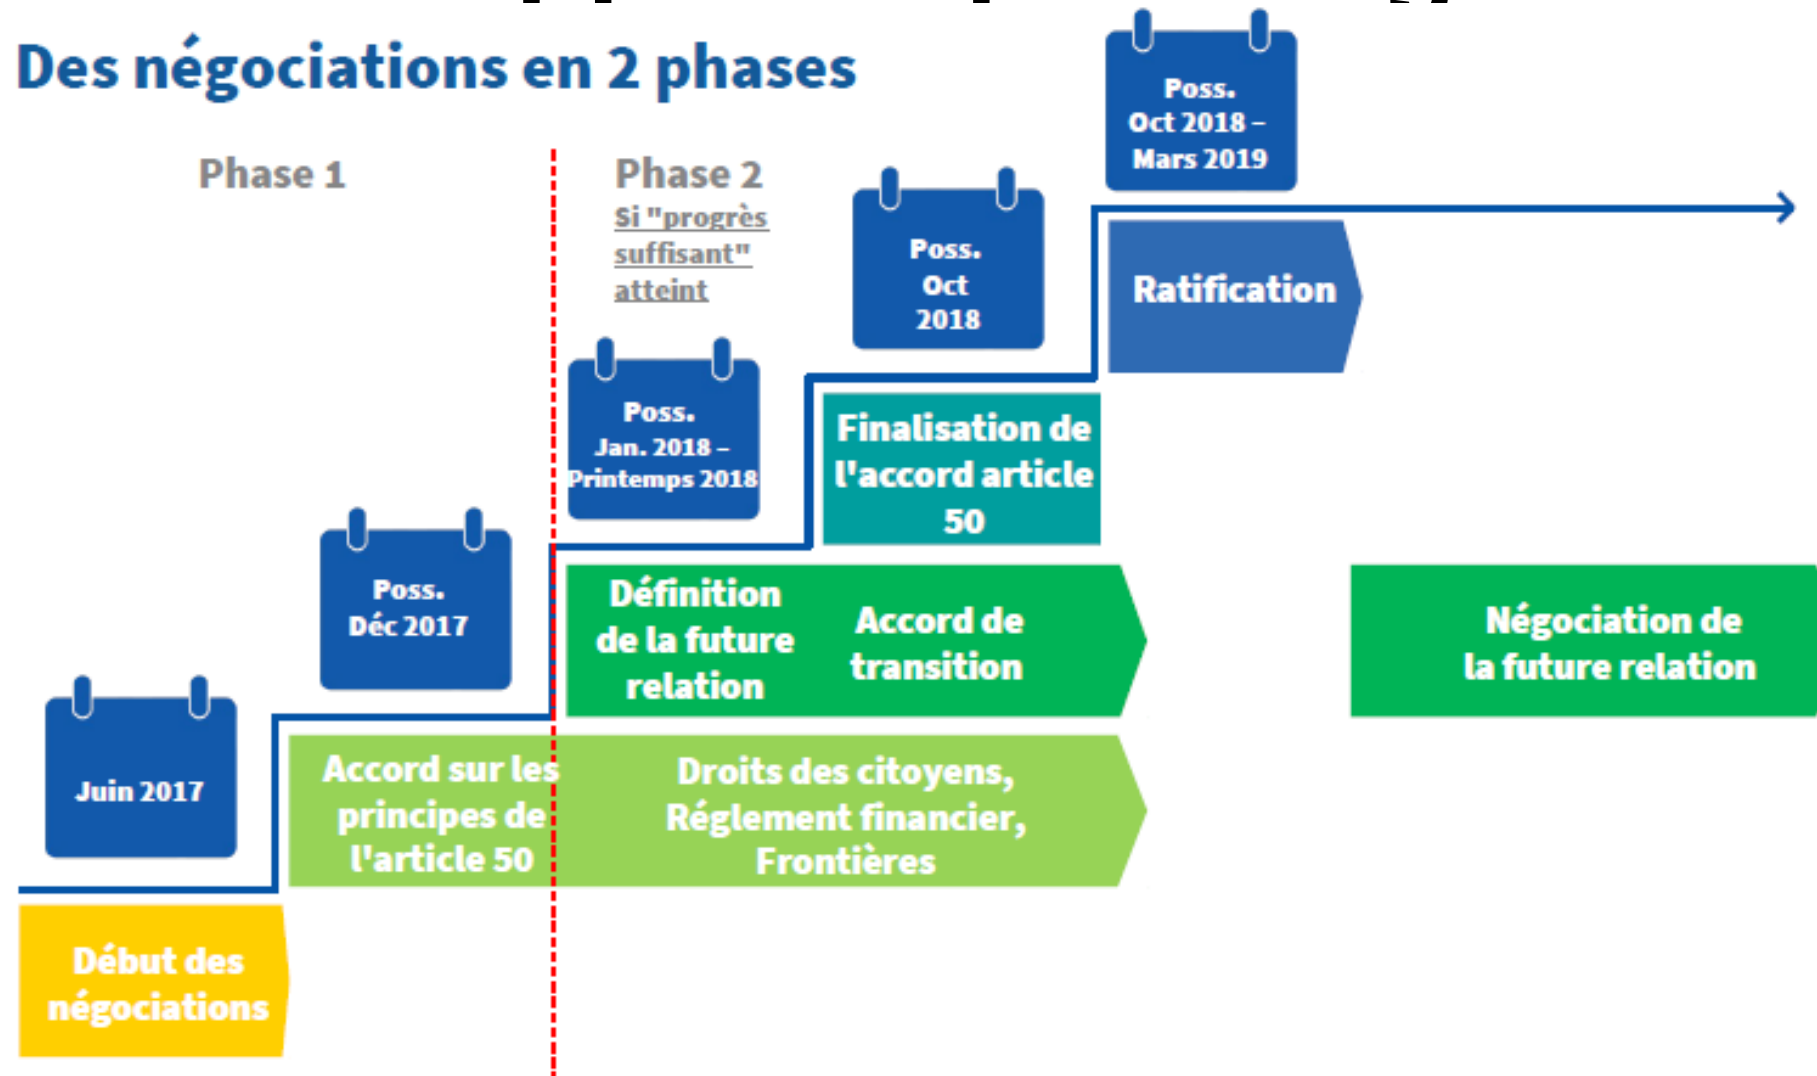 Des négociations en 2 phases
Phase 1
Phase 2
Si "progrès
suffisant"
atteint
Poss.
Oct 2018 –
Mars 2019
Ratification
Poss.
Oct
2018
Finalisation de
l'accord article
50
Poss.
Jan. 2018 –
Printemps 2018
Définition
de la future
relation
Accord de
transition
Négociation de
la future relation
Poss.
Déc 2017
Accord sur les
principes de
l'article 50
Droits des citoyens,
Réglement financier,
Frontières
Juin 2017
Début des
négociations